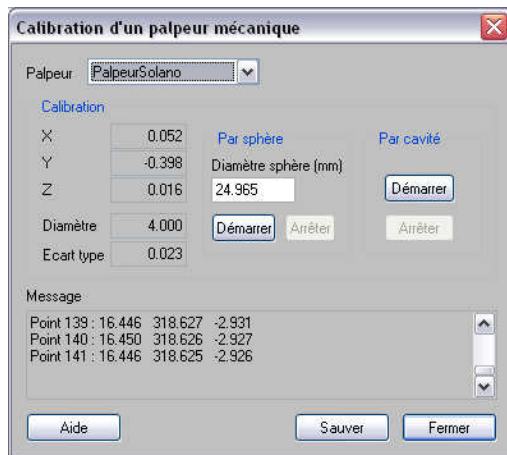 Calibration d'un palpeur mécanique
Palpeur PalpeurSolano
Calibration
X 0.052
Y -0.398
Z 0.016
Diamètre 4.000
Ecart type 0.023
Par sphère
Diamètre sphère (mm)
24.965
Démarrer Arrêter
Par cavité
Démarrer
Arrêter
Message
Point 139 : 16.446 318.627 -2.931
Point 140 : 16.450 318.626 -2.927
Point 141 : 16.446 318.625 -2.926
Aide Sauver Fermer